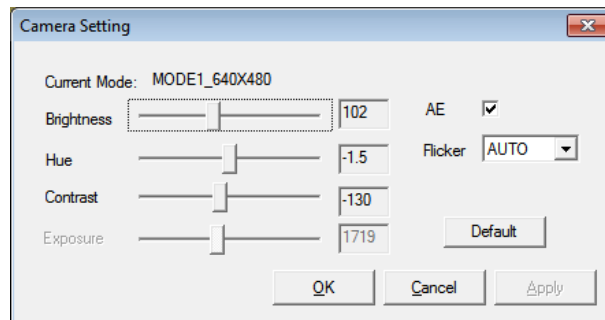 Camera Setting
Current Mode: MODE1_640X480
Brightness 102 AE
Hue -1.5 Flicker AUTO
Contrast -130
Exposure 1719 Default
OK Cancel Apply